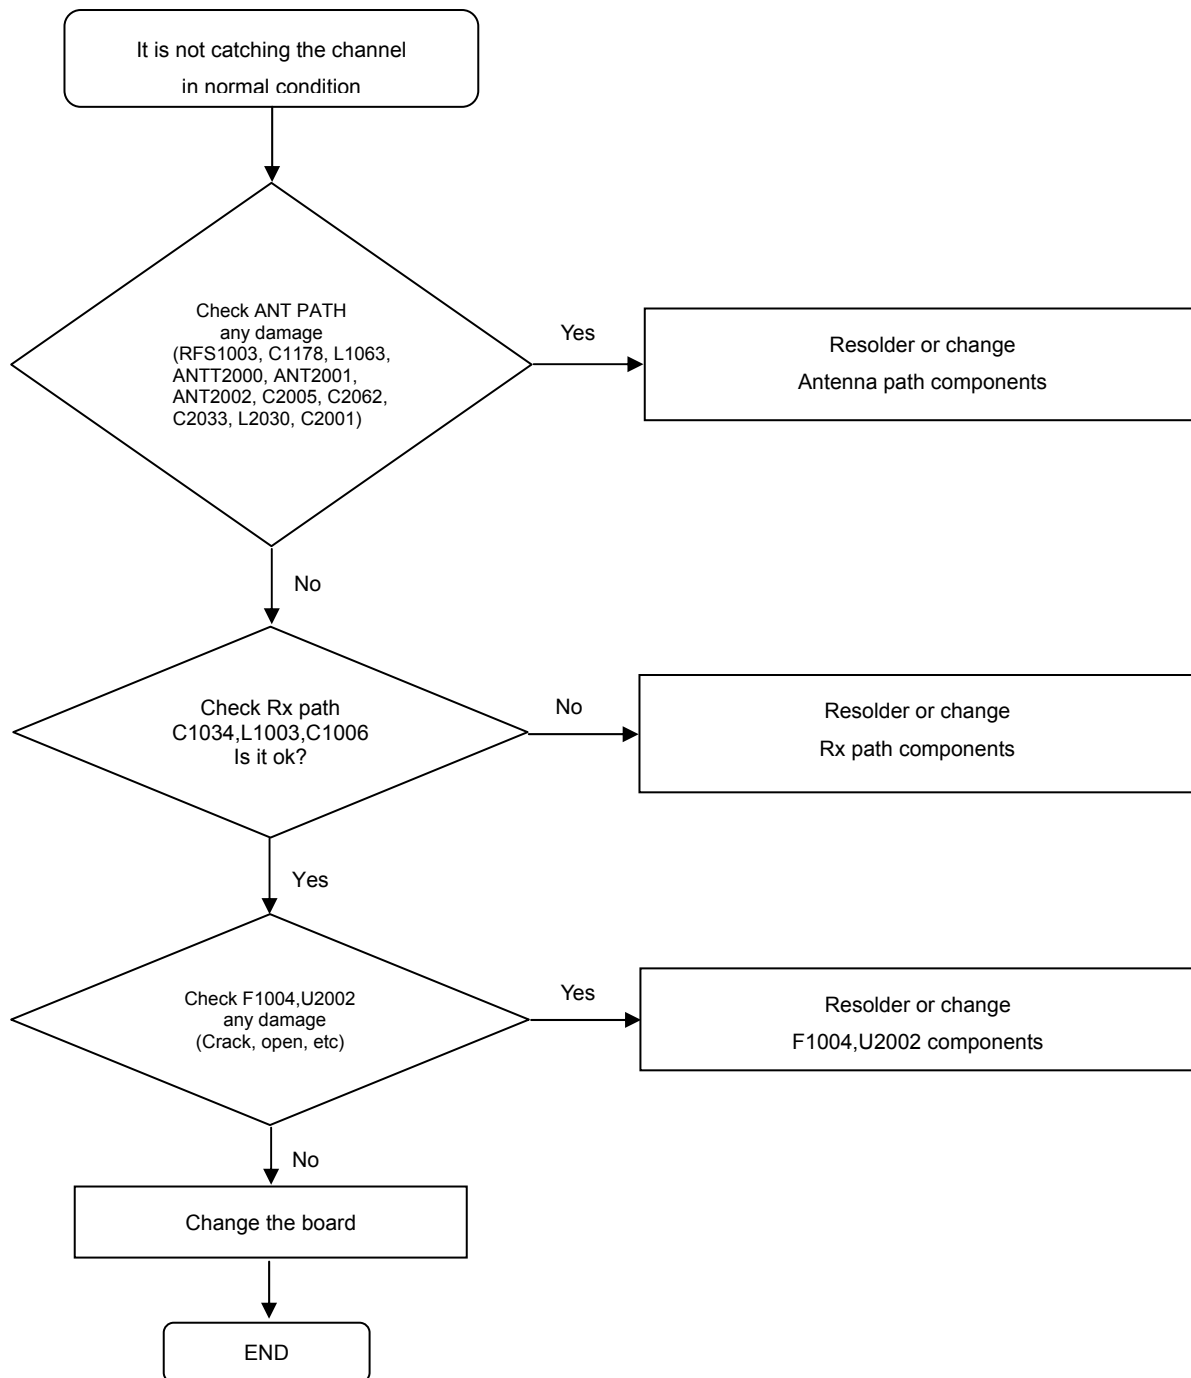 It is not catching the channel
in normal condition
Check ANT PATH
any damage
(RFS1003, C1178, L1063,
ANTT2000, ANT2001,
ANT2002, C2005, C2062,
C2033, L2030, C2001)
Yes
Resolder or change
Antenna path components
No
Check Rx path
C1034,L1003,C1006
Is it ok?
No
Resolder or change
Rx path components
Yes
Check F1004,U2002
any damage
(Crack, open, etc)
Yes
Resolder or change
F1004,U2002 components
No
Change the board
END